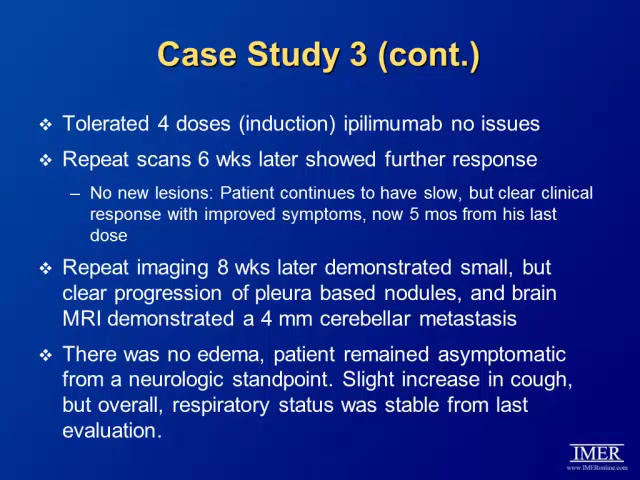 Case Study 3 (cont.)
❖ Tolerated 4 doses (induction) ipilimumab no issues
❖ Repeat scans 6 wks later showed further response
– No new lesions: Patient continues to have slow, but clear clinical
response with improved symptoms, now 5 mos from his last
dose
❖ Repeat imaging 8 wks later demonstrated small, but
clear progression of pleura based nodules, and brain
MRI demonstrated a 4 mm cerebellar metastasis
❖ There was no edema, patient remained asymptomatic
from a neurologic standpoint. Slight increase in cough,
but overall, respiratory status was stable from last
evaluation.
IMER
www.IMERonline.com